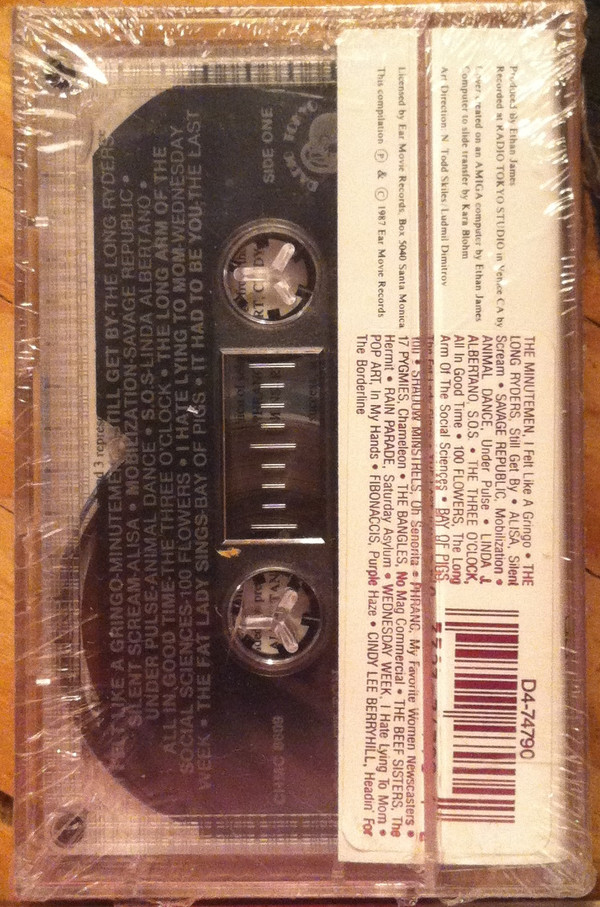 Produced by Ethan James
Recorded at RADIO TOKYO STUDIO in Venice CA by
Cover created on an AMIGA computer by Ethan James
Computer to slide transfer by Kara Blohm
Art Direction: N. Todd Skiles/Ludmil Dimitrov
Licensed by Ear Movie Records, Box 5040 Santa Monica
This compilation Ⓟ & © 1987 Ear Movie Records
THE MINUTEMEN, I Felt Like A Gringo • THE
LONG RYDERS, Still Get By • ALISA, Silent
Scream • SAVAGE REPUBLIC, Mobilization •
ANIMAL DANCE, Under Pulse • LINDA J.
ALBERTANO, S.O.S. • THE THREE O'CLOCK,
All In Good Time • 100 FLOWERS, The Long
Arm Of The Social Sciences • BAY OF PIGS,
The Fat Lady Sings
You • SHADOW MINSTRELS, Oh Senorita • PHRANC, My Favorite Women Newscasters •
17 PYGMIES, Chameleon • THE BANGLES, No Mag Commercial • THE BEEF SISTERS, The
Hermit • RAIN PARADE, Saturday Asylum • WEDNESDAY WEEK, I Hate Lying To Mom •
POP ART, In My Hands • FIBONACCIS, Purple Haze • CINDY LEE BERRYHILL, Headin' For
The Borderline
D4-74790
SIDE ONE
LIKE A GRINGO-MINUTEMEN STILL GET BY-THE LONG RYDERS
SILENT SCREAM-ALISA • MOBILIZATION-SAVAGE REPUBLIC •
UNDER PULSE-ANIMAL DANCE • S.O.S-LINDA ALBERTANO •
ALL IN GOOD TIME-THE THREE O'CLOCK • THE LONG ARM OF THE
SOCIAL SCIENCES-100 FLOWERS • I HATE LYING TO MOM-WEDNESDAY
WEEK • THE FAT LADY SINGS-BAY OF PIGS • IT HAD TO BE YOU-THE LAST